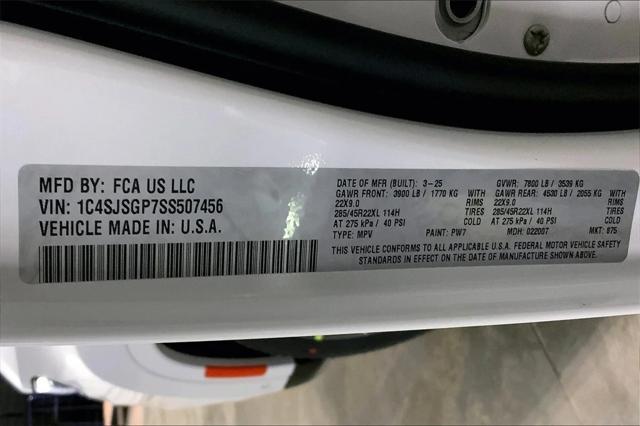 MFD BY: FCA US LLC
VIN: 1C4SJSGP7SS507456
VEHICLE MADE IN: U.S.A.
DATE OF MFR (BUILT): 3-25 GVWR: 7800 LB / 3539 KG
GAWR FRONT: 3900 LB / 1770 KG WITH GAWR REAR: 4530 LB / 2055 KG WITH
22X9.0 RIMS 22X9.0 RIMS
285/45R22XL 114H TIRES 285/45R22XL 114H TIRES
AT 275 kPa / 40 PSI COLD AT 275 kPa / 40 PSI COLD
TYPE: MPV PAINT: PW7 MDH: 022007 MKT: 875
THIS VEHICLE CONFORMS TO ALL APPLICABLE U.S.A. FEDERAL MOTOR VEHICLE SAFETY
STANDARDS IN EFFECT ON THE DATE OF MANUFACTURE SHOWN ABOVE.